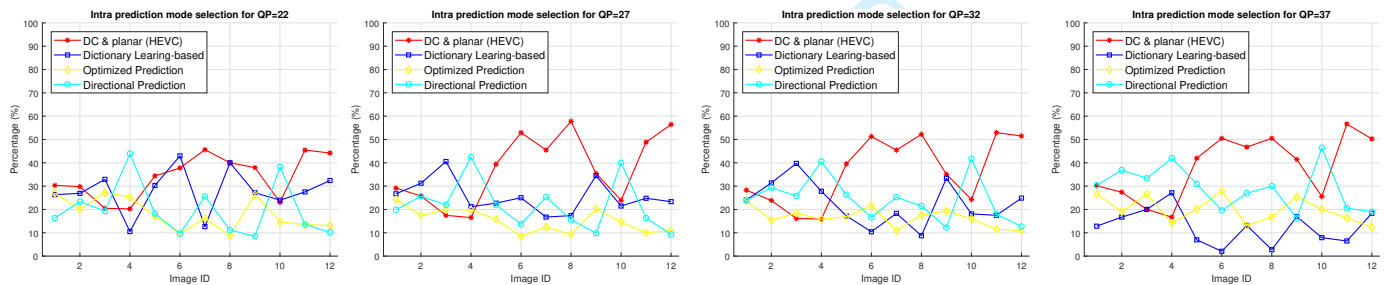 Intra prediction mode selection for QP=22
100
90
80
70
60
50
40
30
20
10
0
Percentage (%)
DC & planar (HEVC)
Dictionary Learing-based
Optimized Prediction
Directional Prediction
2 4 6 8 10 12
Image ID
Intra prediction mode selection for QP=27
100
90
80
70
60
50
40
30
20
10
0
Percentage (%)
DC & planar (HEVC)
Dictionary Learing-based
Optimized Prediction
Directional Prediction
2 4 6 8 10 12
Image ID
Intra prediction mode selection for QP=32
100
90
80
70
60
50
40
30
20
10
0
Percentage (%)
DC & planar (HEVC)
Dictionary Learing-based
Optimized Prediction
Directional Prediction
2 4 6 8 10 12
Image ID
Intra prediction mode selection for QP=37
100
90
80
70
60
50
40
30
20
10
0
Percentage (%)
DC & planar (HEVC)
Dictionary Learing-based
Optimized Prediction
Directional Prediction
2 4 6 8 10 12
Image ID